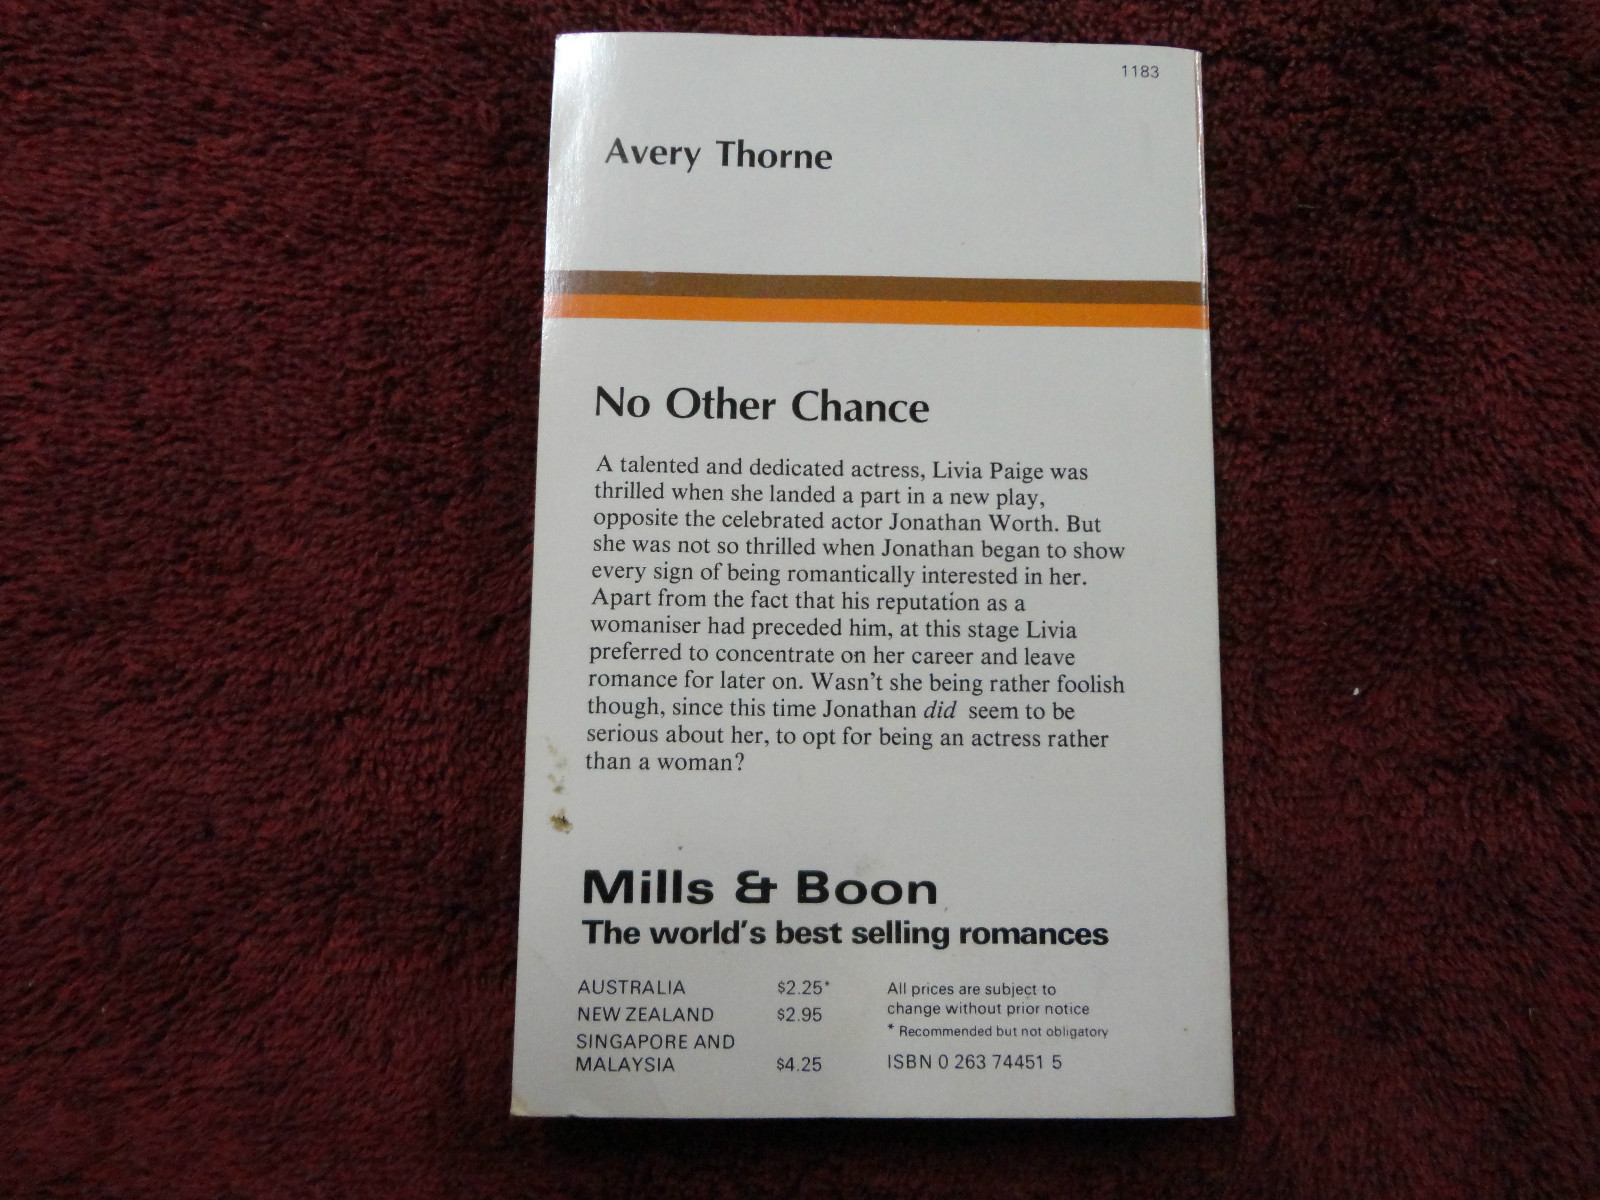 1183
Avery Thorne
No Other Chance
A talented and dedicated actress, Livia Paige was
thrilled when she landed a part in a new play,
opposite the celebrated actor Jonathan Worth. But
she was not so thrilled when Jonathan began to show
every sign of being romantically interested in her.
Apart from the fact that his reputation as a
womaniser had preceded him, at this stage Livia
preferred to concentrate on her career and leave
romance for later on. Wasn't she being rather foolish
though, since this time Jonathan did seem to be
serious about her, to opt for being an actress rather
than a woman?
Mills & Boon
The world's best selling romances
AUSTRALIA $2.25*
NEW ZEALAND $2.95
SINGAPORE AND
MALAYSIA $4.25
All prices are subject to
change without prior notice
* Recommended but not obligatory
ISBN 0 263 74451 5